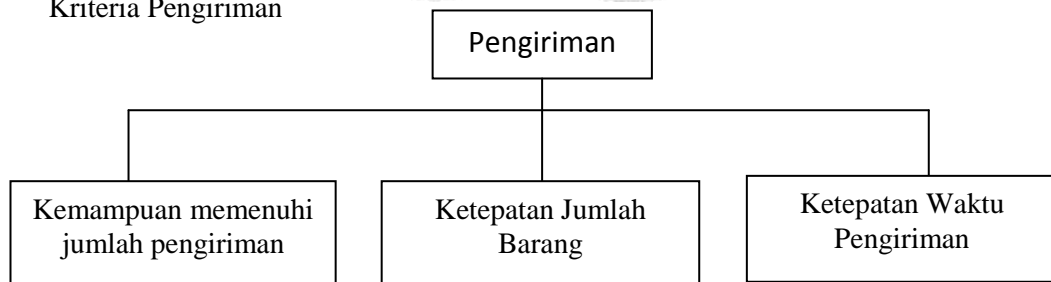 Kriteria Pengiriman
Pengiriman
Kemampuan memenuhi
jumlah pengiriman
Ketepatan Jumlah
Barang
Ketepatan Waktu
Pengiriman